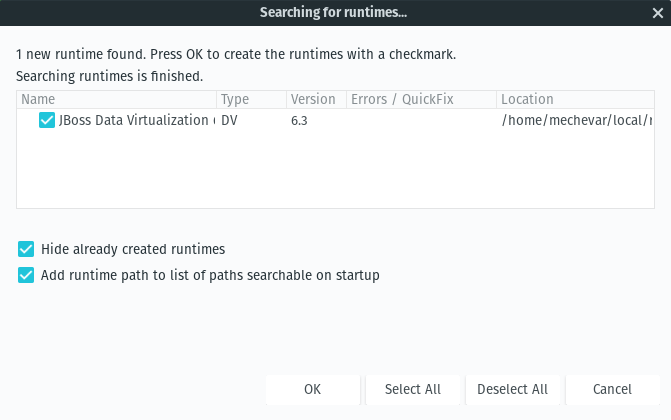 Searching for runtimes...
1 new runtime found. Press OK to create the runtimes with a checkmark.
Searching runtimes is finished.
Name Type Version Errors / QuickFix Location
JBoss Data Virtualization DV 6.3 /home/mechevar/local/
Hide already created runtimes
Add runtime path to list of paths searchable on startup
OK Select All Deselect All Cancel